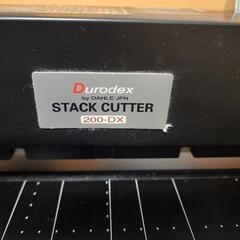 Durodex
by DAHLE JPN
STACK CUTTER
200-DX